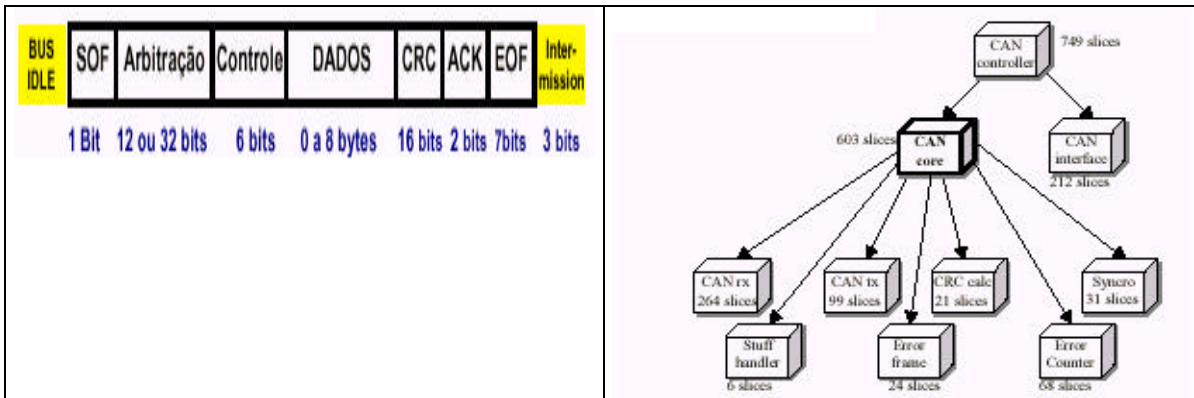 BUS
IDLE
SOF
Arbitração
Controle
DADOS
CRC
ACK
EOF
Inter-
mission
1 Bit
12 ou 32 bits
6 bits
0 a 8 bytes
16 bits
2 bits
7bits
3 bits
CAN
controller
749 slices
603 slices
CAN
core
CAN
interface
212 slices
CAN rx
264 slices
CAN tx
99 slices
CRC calc
21 slices
Syncro
31 slices
Stuff
handler
6 slices
Error
frame
24 slices
Error
Counter
68 slices